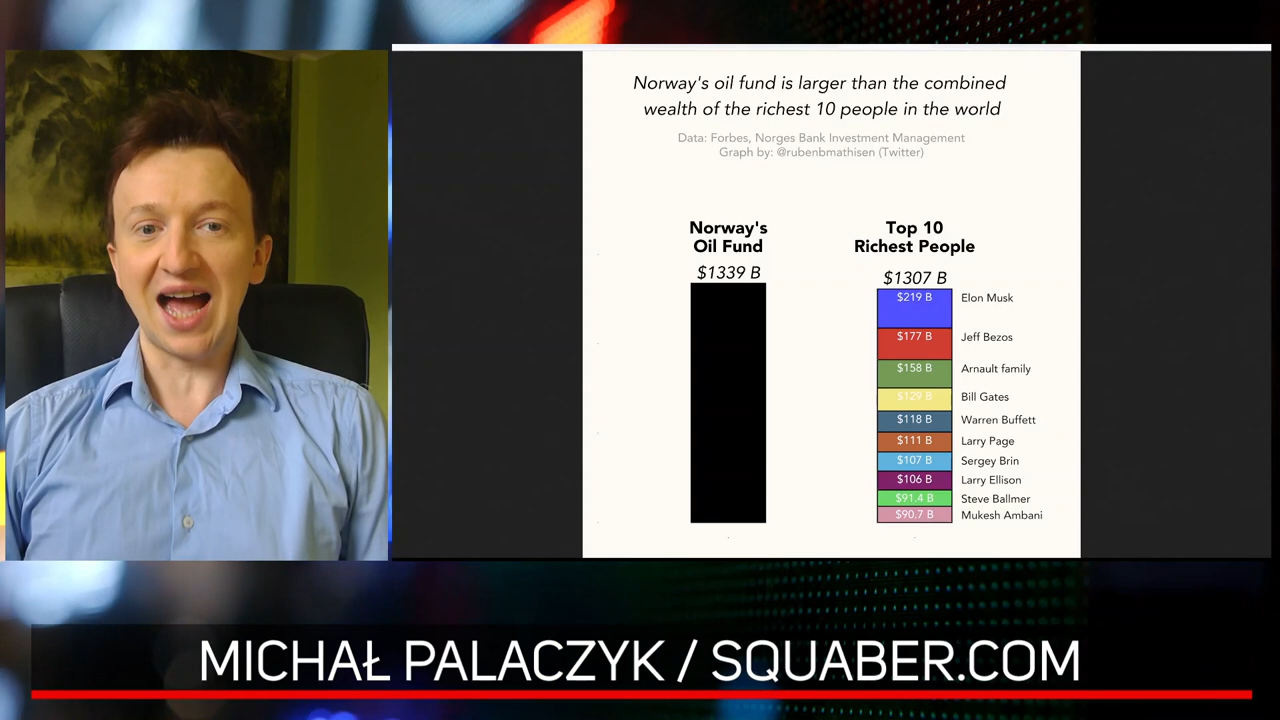 Norway's oil fund is larger than the combined
wealth of the richest 10 people in the world
Data: Forbes, Norges Bank Investment Management
Graph by: @rubenbmathisen (Twitter)
Norway's
Oil Fund
$1339 B
Top 10
Richest People
$1307 B
$219 B Elon Musk
$177 B Jeff Bezos
$158 B Arnault family
$129 B Bill Gates
$118 B Warren Buffett
$111 B Larry Page
$107 B Sergey Brin
$106 B Larry Ellison
$91.4 B Steve Ballmer
$90.7 B Mukesh Ambani
MICHAŁ PALACZYK / SQUABER.COM